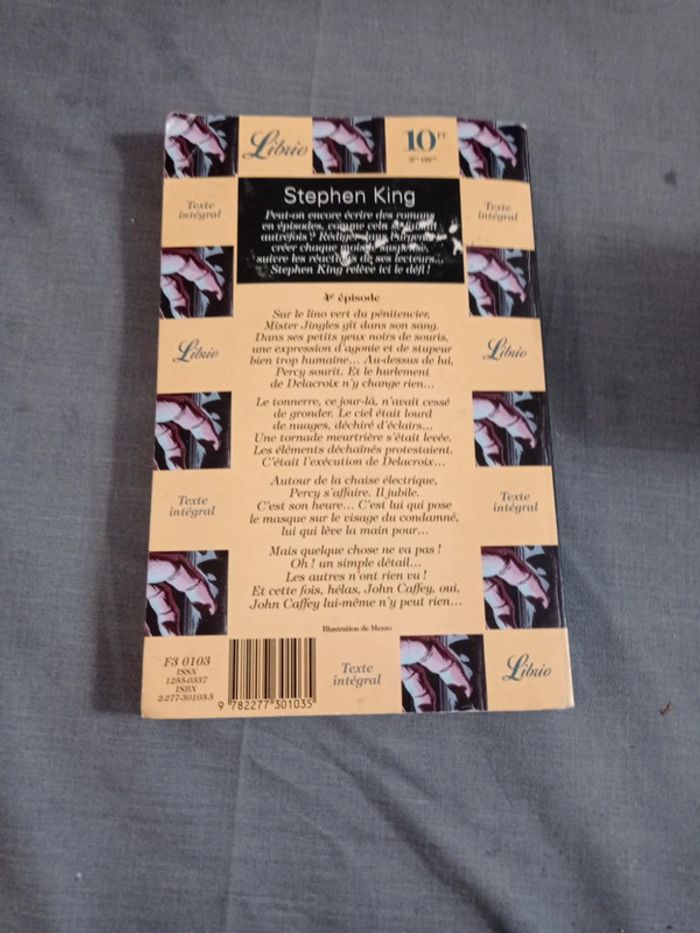 Librio
10FF
Texte
intégral
Texte
intégral
Stephen King
Peut-on encore écrire des romans
en épisodes, comme cela se faisait
autrefois ? Rédiger dans l'urgence,
créer chaque mois le suspense,
suivre les réactions de ses lecteurs...
Stephen King relève ici le défi !
4e épisode
Sur le lino vert du pénitencier,
Mister Jingles gît dans son sang.
Dans ses petits yeux noirs de souris,
une expression d'agonie et de stupeur
bien trop humaine... Au-dessus de lui,
Percy sourit. Et le hurlement
de Delacroix n'y change rien...
Librio
Librio
Le tonnerre, ce jour-là, n'avait cessé
de gronder. Le ciel était lourd
de nuages, déchiré d'éclairs...
Une tornade meurtrière s'était levée.
Les éléments déchaînés protestaient.
C'était l'exécution de Delacroix...
Autour de la chaise électrique,
Percy s'affaire. Il jubile.
C'est son heure... C'est lui qui pose
le masque sur le visage du condamné,
lui qui lève la main pour...
Texte
intégral
Texte
intégral
Mais quelque chose ne va pas !
Oh ! un simple détail...
Les autres n'ont rien vu !
Et cette fois, hélas, John Caffey, oui,
John Caffey lui-même n'y peut rien...
Illustration de Mezzo
F3 0103
ISSN
1255-0337
ISBN
2-277-30103-5
9 782277 301035
Texte
intégral
Librio